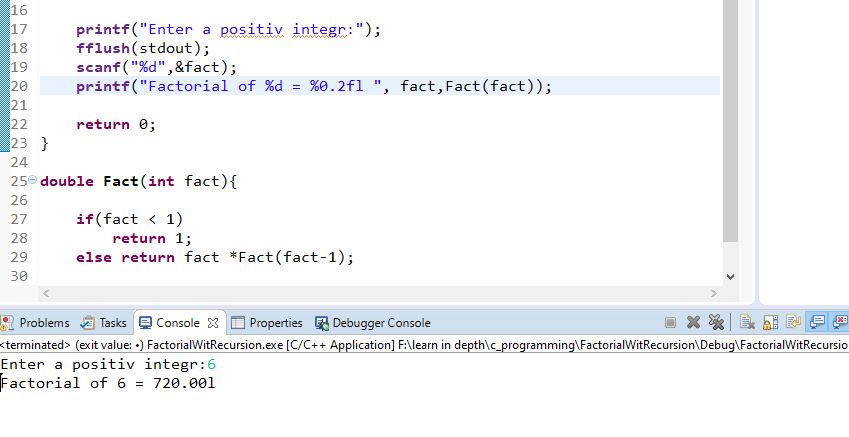 16
17 printf("Enter a positiv integr:");
18 fflush(stdout);
19 scanf("%d",&fact);
20 printf("Factorial of %d = %0.2fl ", fact,Fact(fact));
21
22 return 0;
23 }
24
25 double Fact(int fact){
26
27 if(fact < 1)
28 return 1;
29 else return fact *Fact(fact-1);
30
Problems Tasks Console Properties Debugger Console
<terminated> (exit value: •) FactorialWitRecursion.exe [C/C++ Application] F:\learn in depth\c_programming\FactorialWitRecursion\Debug\FactorialWitRecursio
Enter a positiv integr:6
Factorial of 6 = 720.00l